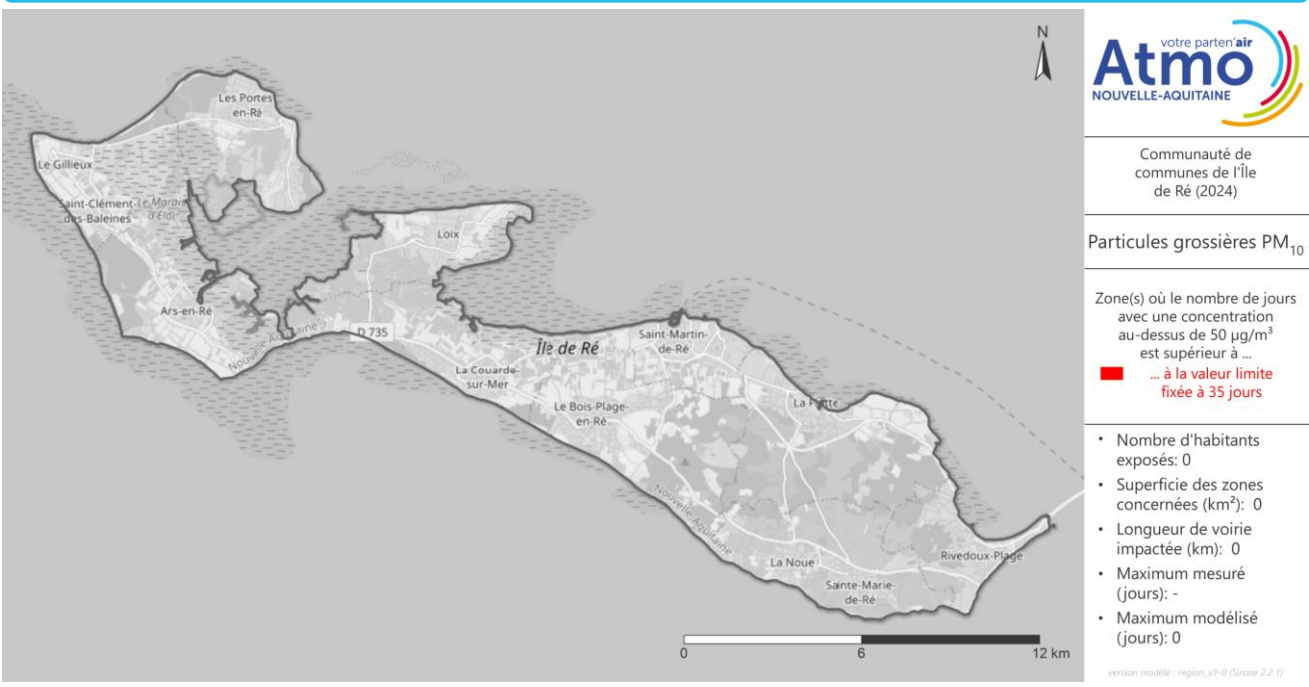 N
Les Portes
en-Ré
Le Gillieux
Saint-Clément
des-Baleines
Le Marais
d'Eloi
Loix
Ars-en-Ré
Nouvelle-Aquitaine
D 735
Île de Ré
Saint-Martin-
de-Ré
La Couarde-
sur-Mer
Le Bois-Plage-
en-Ré
La Flotte
Nouvelle-Aquitaine
La Noue
Rivedoux-Plage
Sainte-Marie-
de-Ré
0
6
12 km
votre parten'air
Atmo
NOUVELLE-AQUITAINE
Communauté de
communes de l'Île
de Ré (2024)
Particules grossières PM10
Zone(s) où le nombre de jours
avec une concentration
au-dessus de 50 µg/m³
est supérieur à ...
... à la valeur limite
fixée à 35 jours
• Nombre d'habitants
exposés: 0
• Superficie des zones
concernées (km²): 0
• Longueur de voirie
impactée (km): 0
• Maximum mesuré
(jours): -
• Maximum modélisé
(jours): 0
version modèle : region_v1-0 (Sirane 2.2.1)